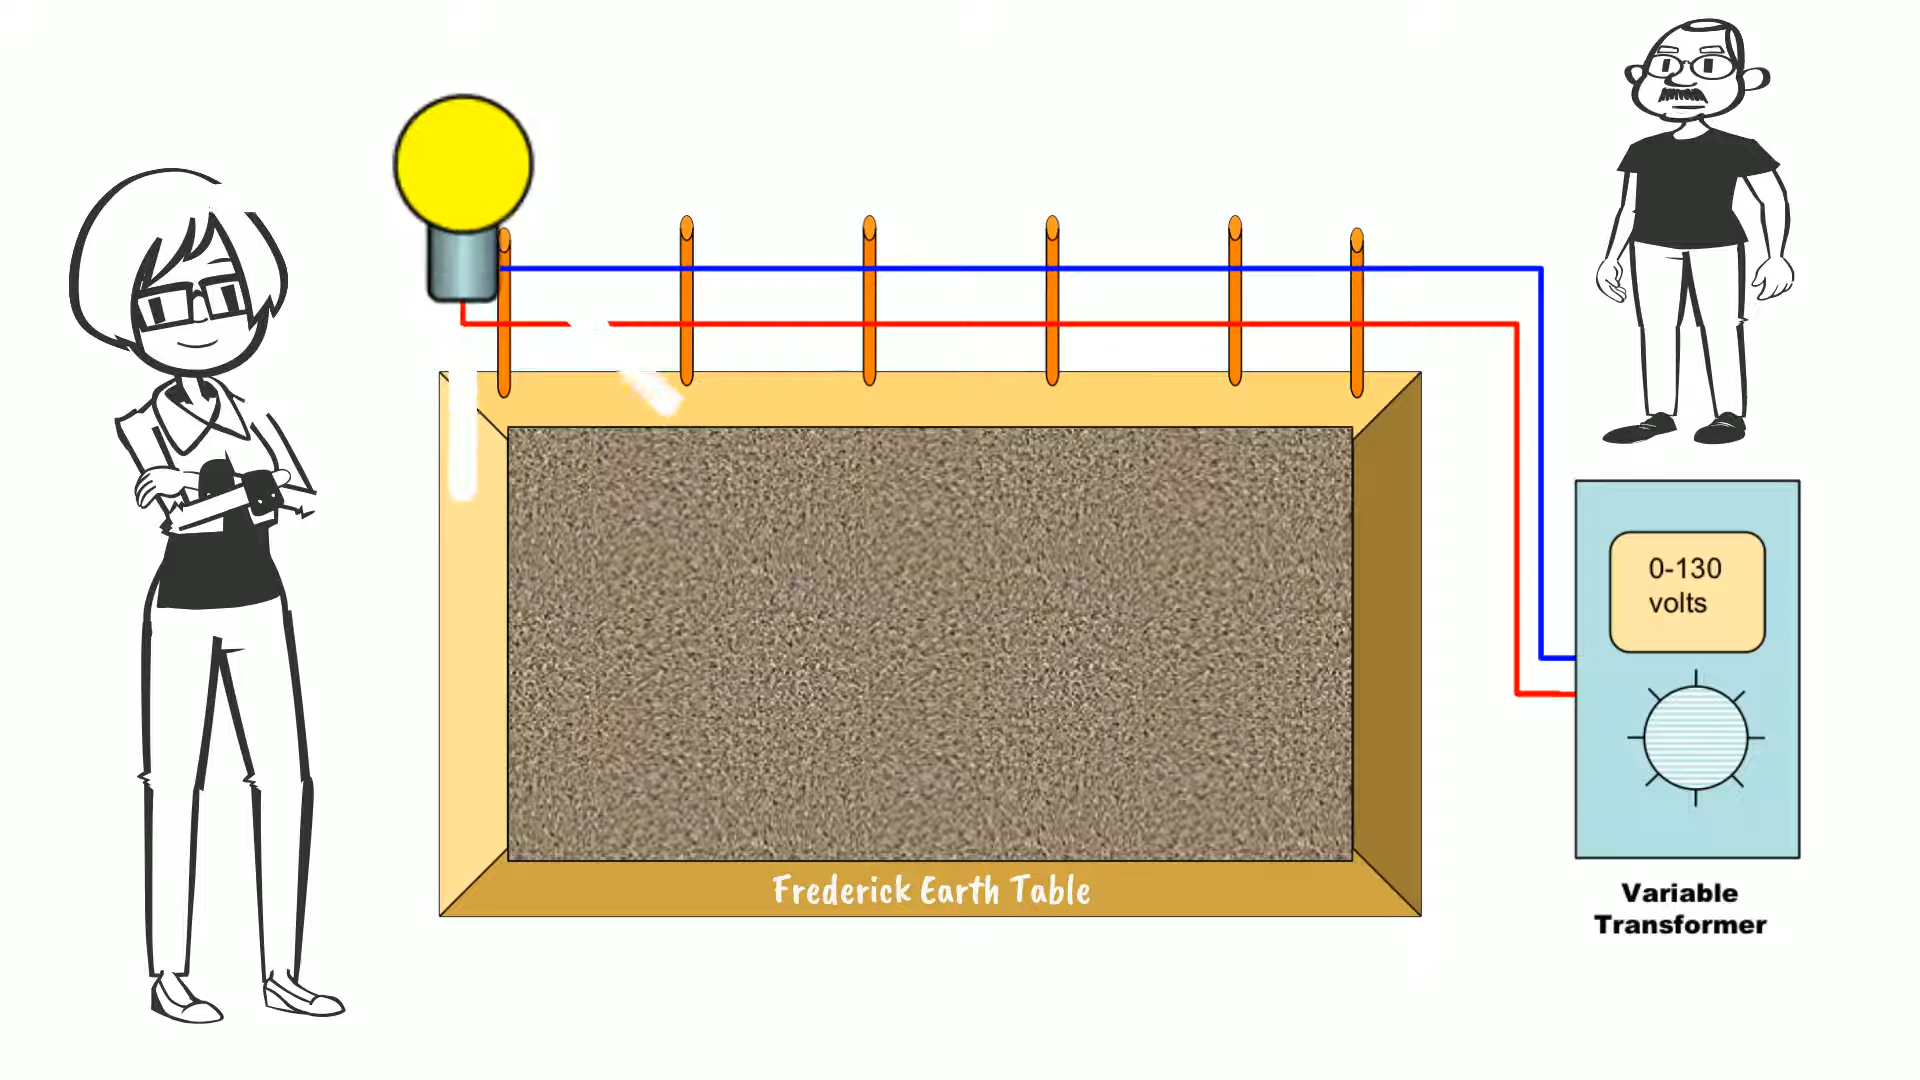 0-130
volts
Frederick Earth Table
Variable
Transformer